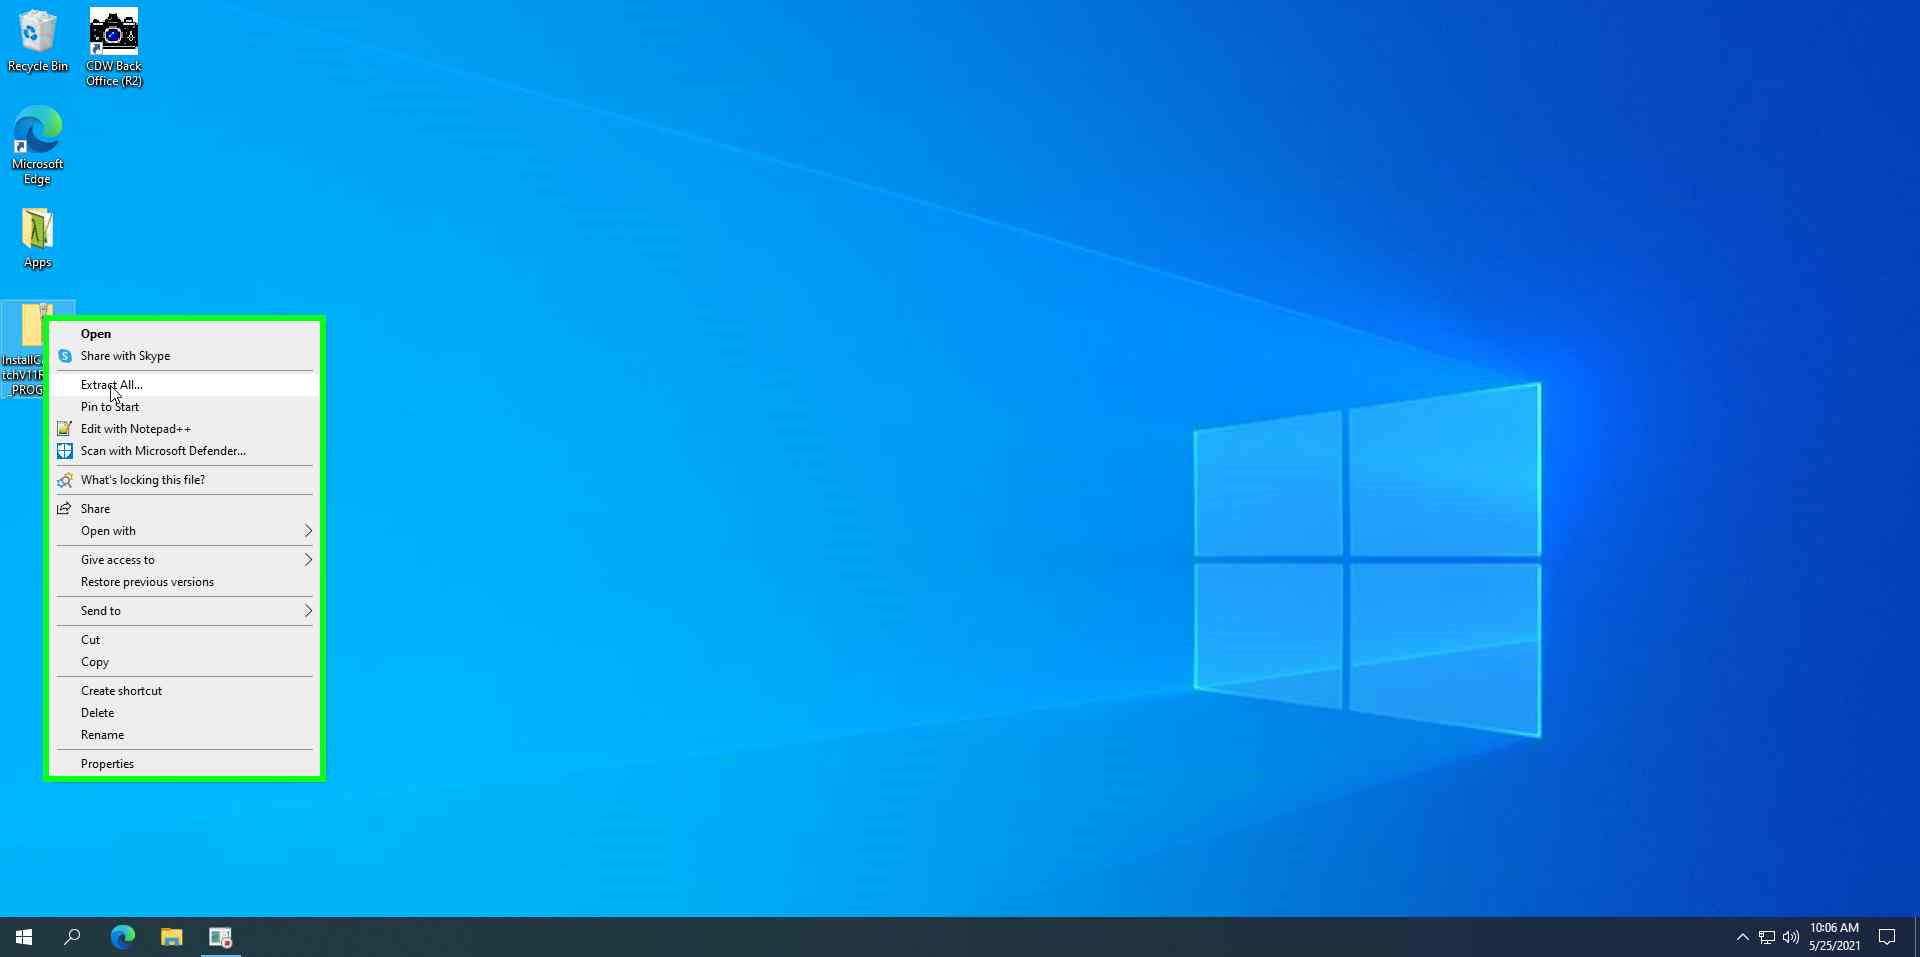 Recycle Bin
CDW Back
Office (R2)
Microsoft
Edge
Apps
tchV11
_PROG
Open
Share with Skype
Extract All...
Pin to Start
Edit with Notepad++
Scan with Microsoft Defender...
What's locking this file?
Share
Open with
Give access to
Restore previous versions
Send to
Cut
Copy
Create shortcut
Delete
Rename
Properties
10:06 AM
5/25/2021